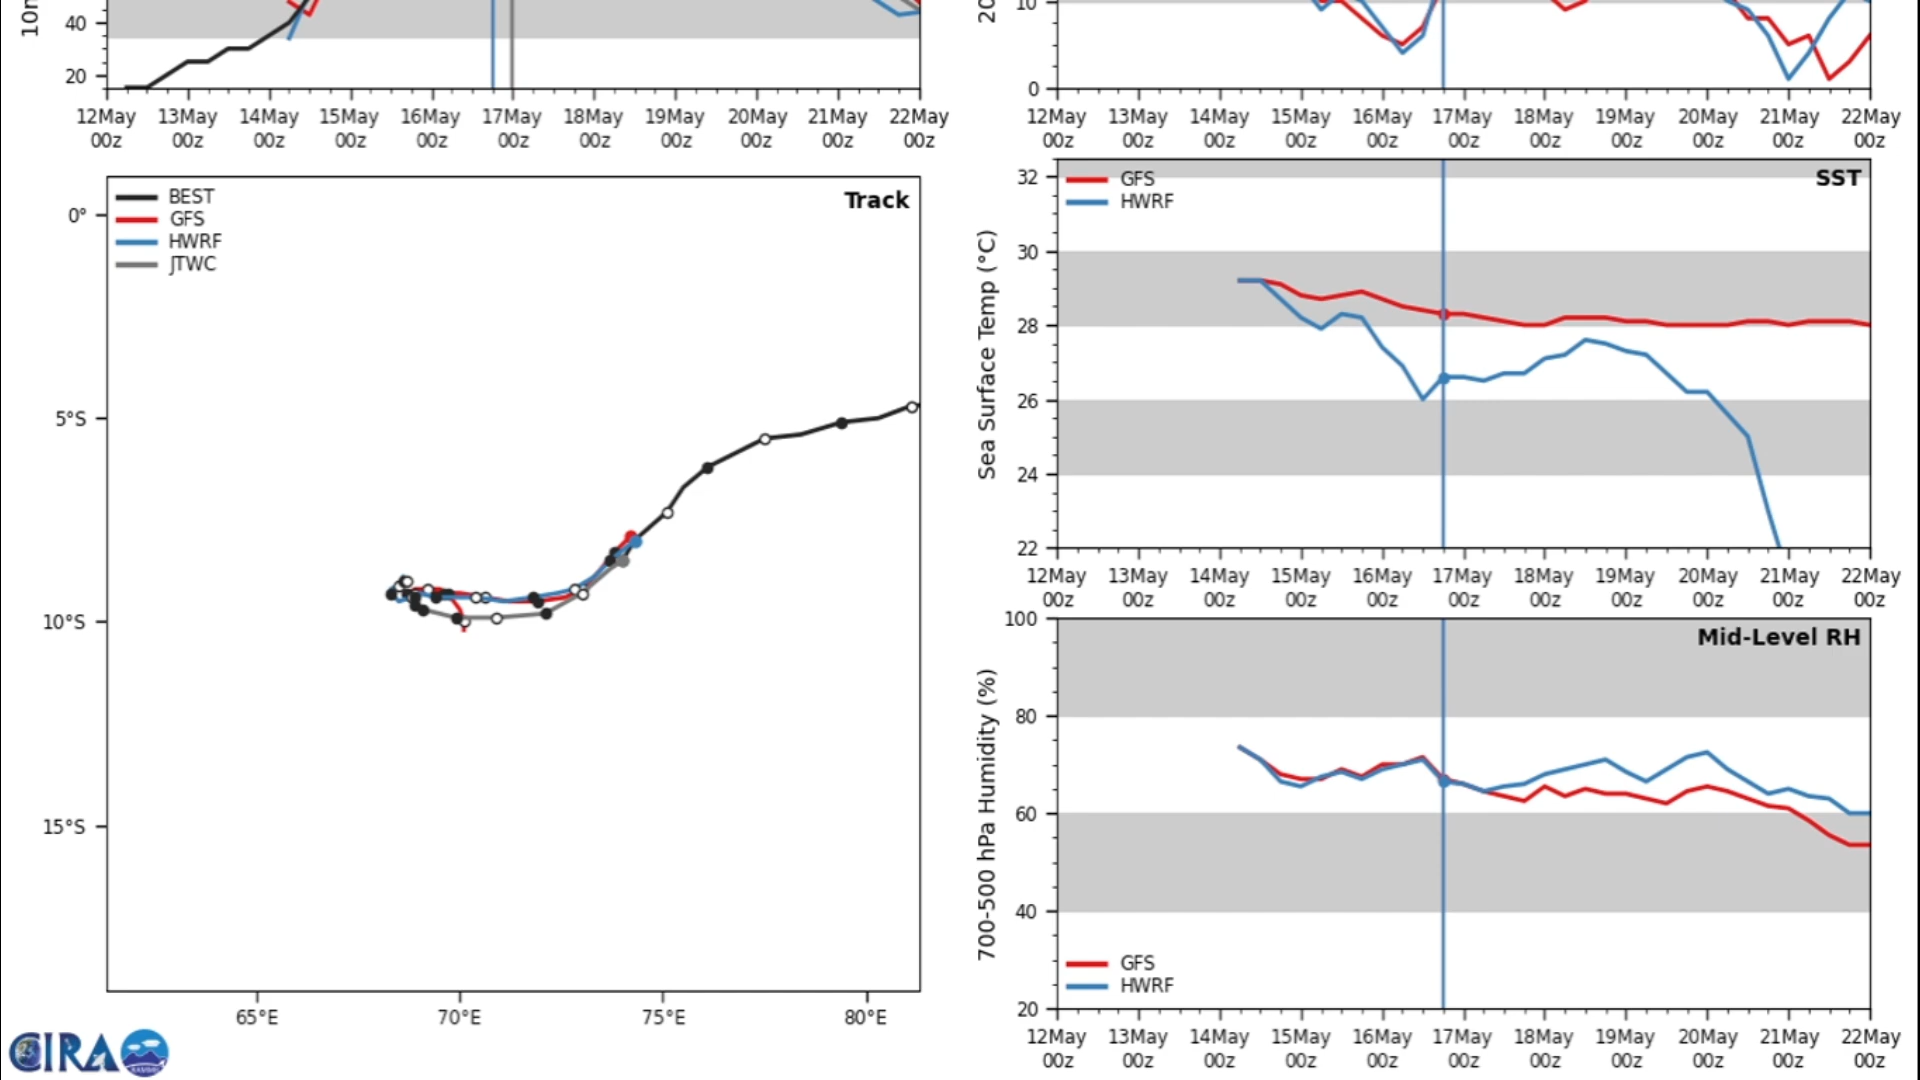 10m
40
20
12May 13May 14May 15May 16May 17May 18May 19May 20May 21May 22May
00z 00z 00z 00z 00z 00z 00z 00z 00z 00z 00z
20
10
0
12May 13May 14May 15May 16May 17May 18May 19May 20May 21May 22May
00z 00z 00z 00z 00z 00z 00z 00z 00z 00z 00z
Track
BEST
GFS
HWRF
JTWC
0°
5°S
10°S
15°S
65°E 70°E 75°E 80°E
SST
GFS
HWRF
Sea Surface Temp (°C)
32
30
28
26
24
22
12May 13May 14May 15May 16May 17May 18May 19May 20May 21May 22May
00z 00z 00z 00z 00z 00z 00z 00z 00z 00z 00z
Mid-Level RH
700-500 hPa Humidity (%)
100
80
60
40
20
GFS
HWRF
12May 13May 14May 15May 16May 17May 18May 19May 20May 21May 22May
00z 00z 00z 00z 00z 00z 00z 00z 00z 00z 00z
CIRA